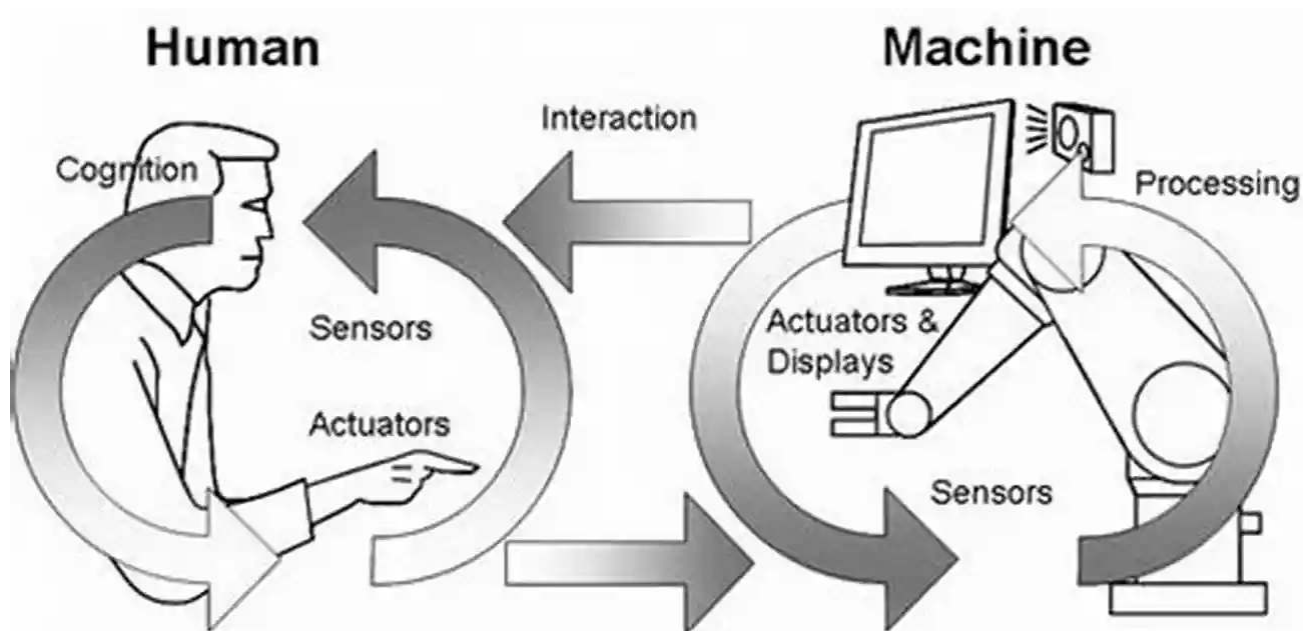 Human
Machine
Interaction
Cognition
Processing
Sensors
Actuators &
Displays
Actuators
Sensors